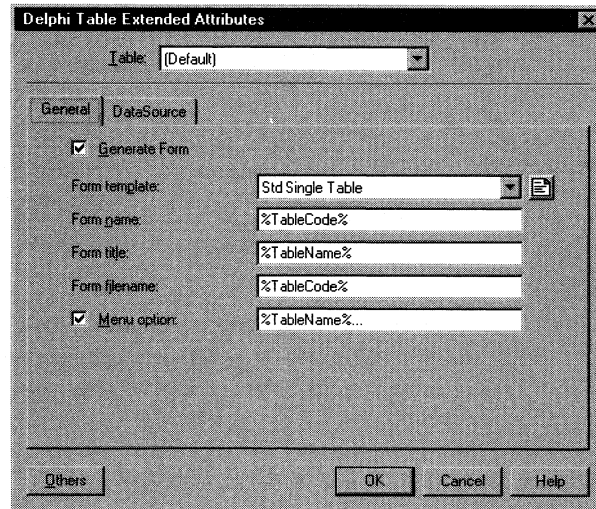 Delphi Table Extended Attributes
Table: (Default)
General DataSource
Generate Form
Form template: Std Single Table
Form name: %TableCode%
Form title: %TableName%
Form filename: %TableCode%
Menu option: %TableName%...
Others OK Cancel Help